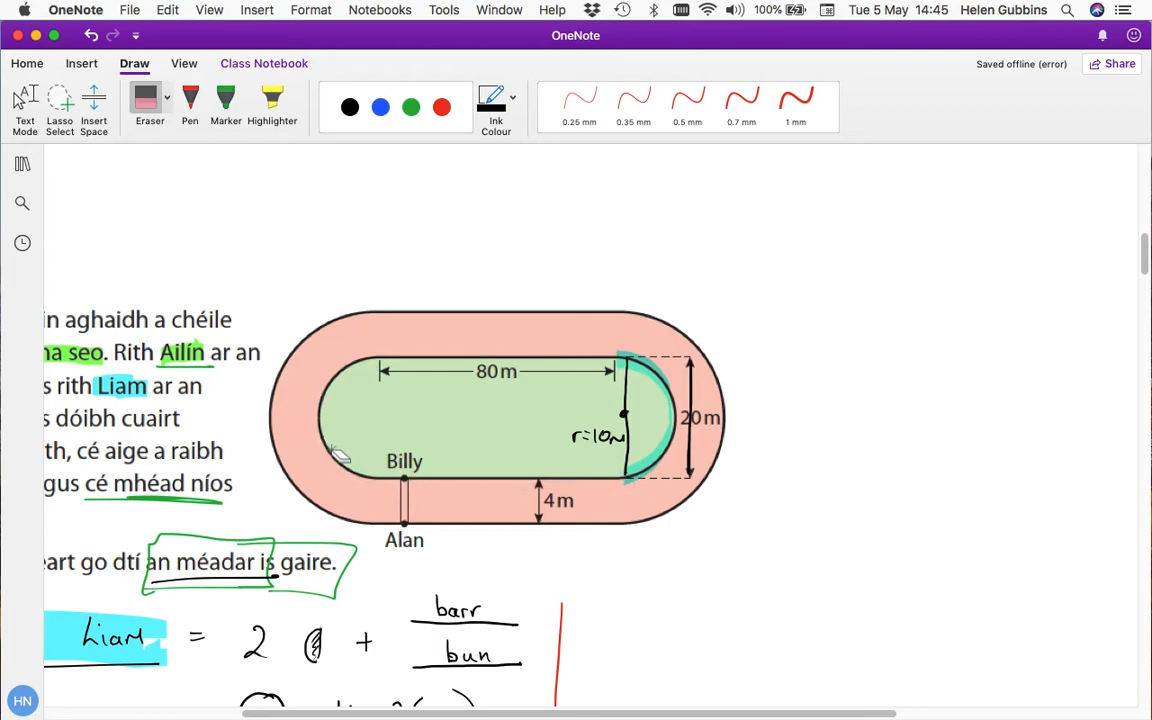 OneNote File Edit View Insert Format Notebooks Tools Window Help 100% Tue 5 May 14:45 Helen Gubbins
OneNote
Home Insert Draw View Class Notebook Saved offline (error) Share
Text Mode
Lasso Select
Insert Space
Eraser
Pen
Marker
Highlighter
Ink Colour
0.25 mm 0.35 mm 0.5 mm 0.7 mm 1 mm
in aghaidh a chéile
na seo. Rith Ailín ar an
s rith Liam ar an
s dóibh cuairt
th, cé aige a raibh
gus cé mhéad níos
eart go dtí an méadar is gaire.
80 m
20 m
r=10m
Billy
4 m
Alan
Liam = 2 + barr
bun
HN